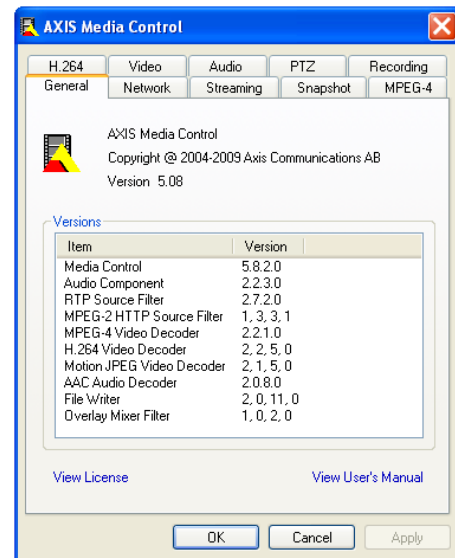 AXIS Media Control
H.264 Video Audio PTZ Recording
General Network Streaming Snapshot MPEG-4
AXIS Media Control
Copyright @ 2004-2009 Axis Communications AB
Version 5.08
Versions
Item Version
Media Control 5.8.2.0
Audio Component 2.2.3.0
RTP Source Filter 2.7.2.0
MPEG-2 HTTP Source Filter 1, 3, 3, 1
MPEG-4 Video Decoder 2.2.1.0
H.264 Video Decoder 2, 2, 5, 0
Motion JPEG Video Decoder 2, 1, 5, 0
AAC Audio Decoder 2.0.8.0
File Writer 2, 0, 11, 0
Overlay Mixer Filter 1, 0, 2, 0
View License View User's Manual
OK Cancel Apply